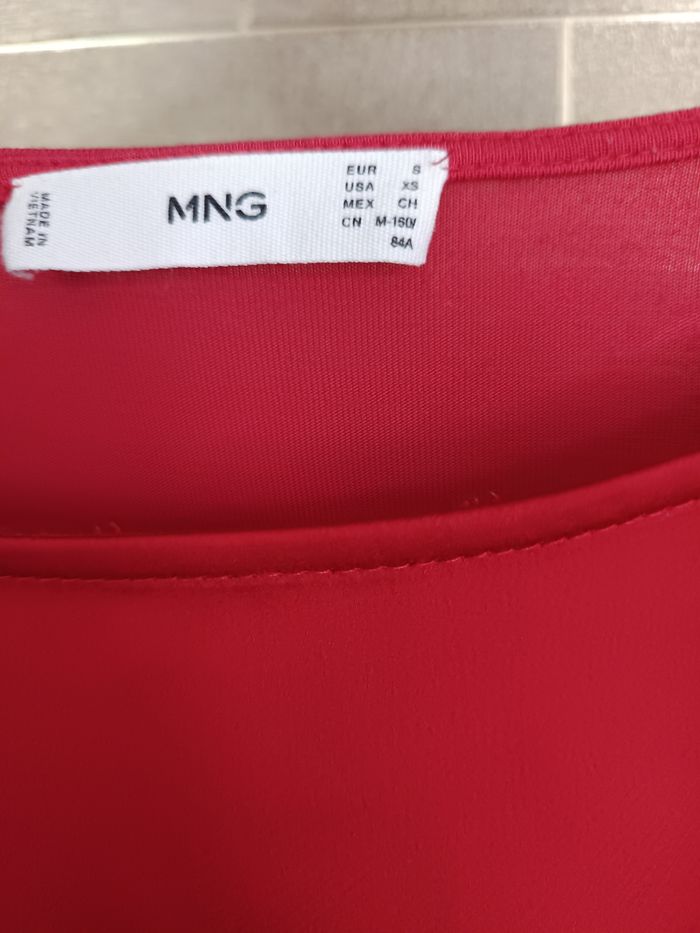 MADE IN
VIETNAM
MNG
EUR S
USA XS
MEX CH
CN M-160/
84A